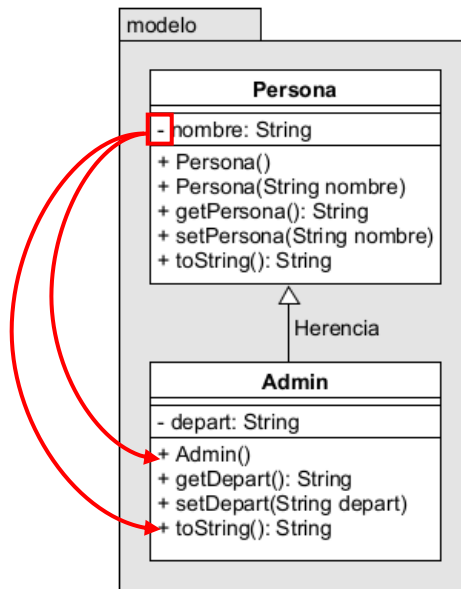 modelo
Persona
- nombre: String
+ Persona()
+ Persona(String nombre)
+ getPersona(): String
+ setPersona(String nombre)
+ toString(): String
Herencia
Admin
- depart: String
+ Admin()
+ getDepart(): String
+ setDepart(String depart)
+ toString(): String